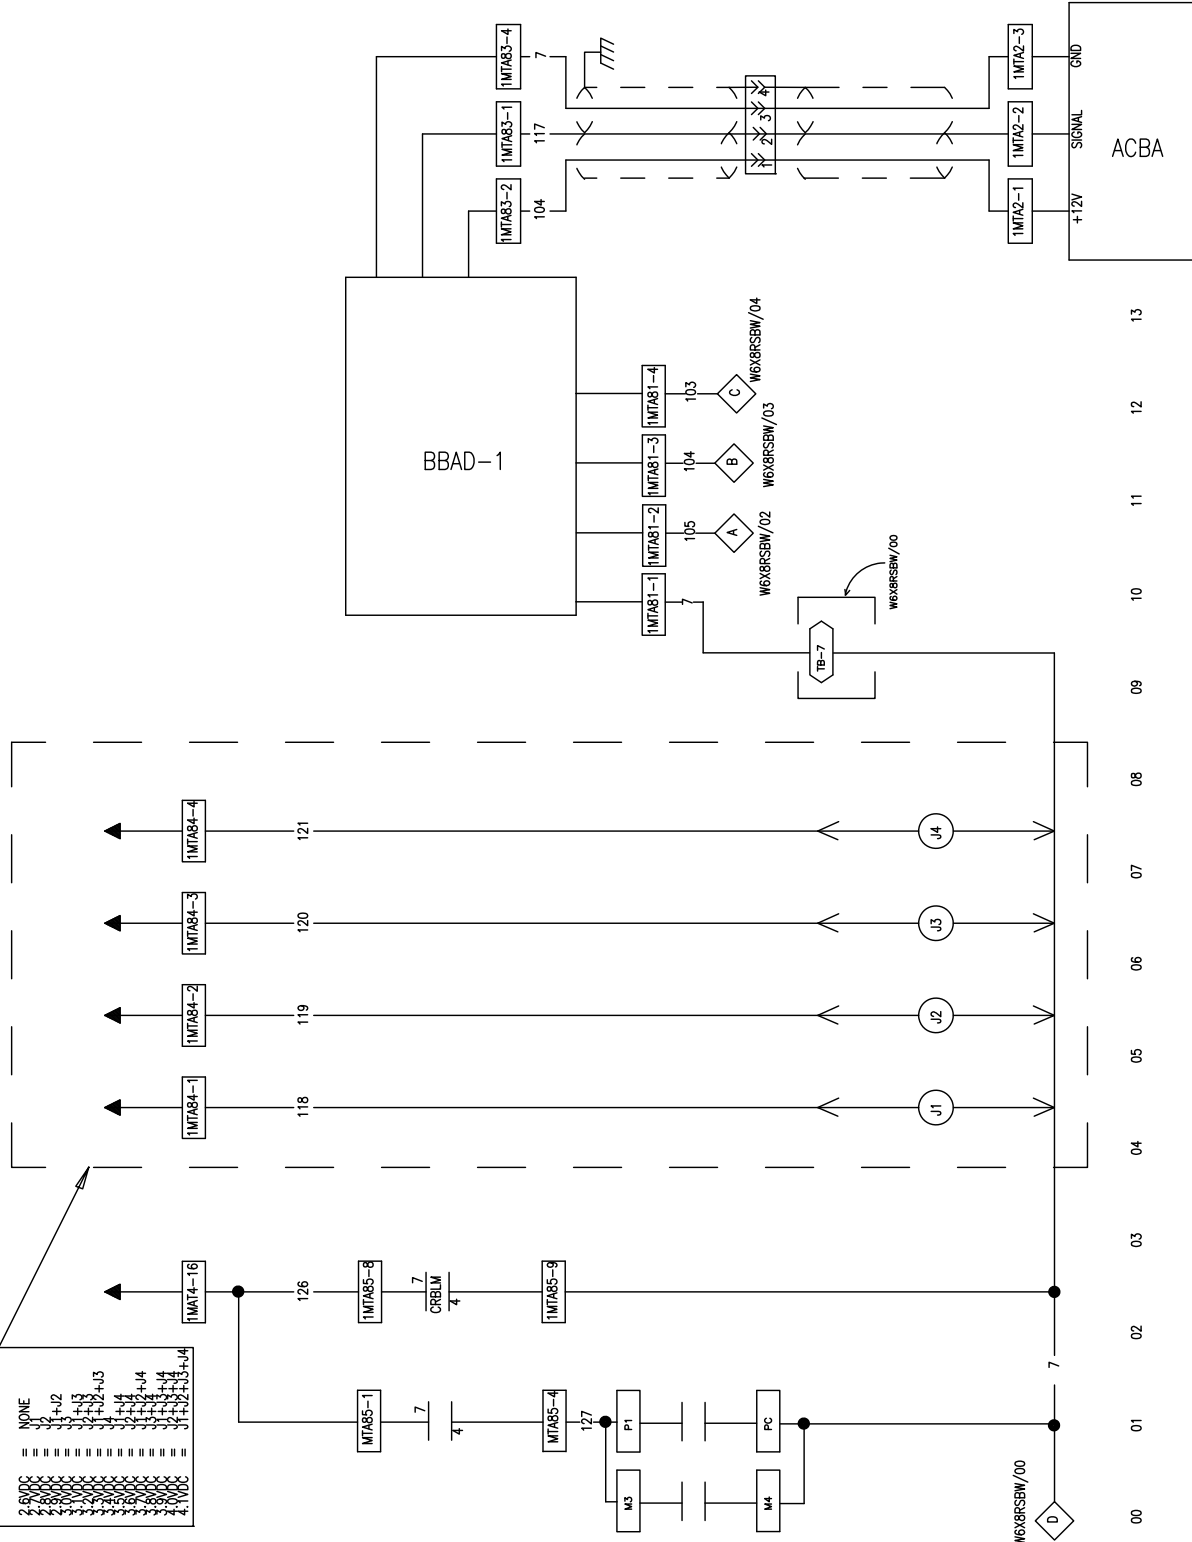 1MTA83-4
7
1MTA83-1
117
1MTA83-2
104
4
3
2
1
1MTA2-3
GND
1MTA2-2
SIGNAL
1MTA2-1
+12V
ACBA
BBAD-1
1MTA81-4
103
C
W6X8RSBW/04
1MTA81-3
104
B
W6X8RSBW/03
1MTA81-2
105
A
W6X8RSBW/02
1MTA81-1
7
TB-7
W6X8RSBW/00
1MTA84-4
121
J4
1MTA84-3
120
J3
1MTA84-2
119
J2
1MTA84-1
118
J1
1MAT4-16
126
1MTA85-8
7
CRBLM
4
1MTA85-9
MTA85-1
7
4
MTA85-4
127
P1
PC
M3
M4
7
W6X8RSBW/00
D
2.6VDC = NONE
2.7VDC = J1
2.8VDC = J2
2.9VDC = J1+J2
3.0VDC = J3
3.1VDC = J1+J3
3.2VDC = J2+J3
3.3VDC = J1+J2+J3
3.4VDC = J4
3.5VDC = J1+J4
3.6VDC = J2+J4
3.7VDC = J1+J2+J4
3.8VDC = J3+J4
3.9VDC = J1+J3+J4
4.0VDC = J2+J3+J4
4.1VDC = J1+J2+J3+J4
13
12
11
10
09
08
07
06
05
04
03
02
01
00